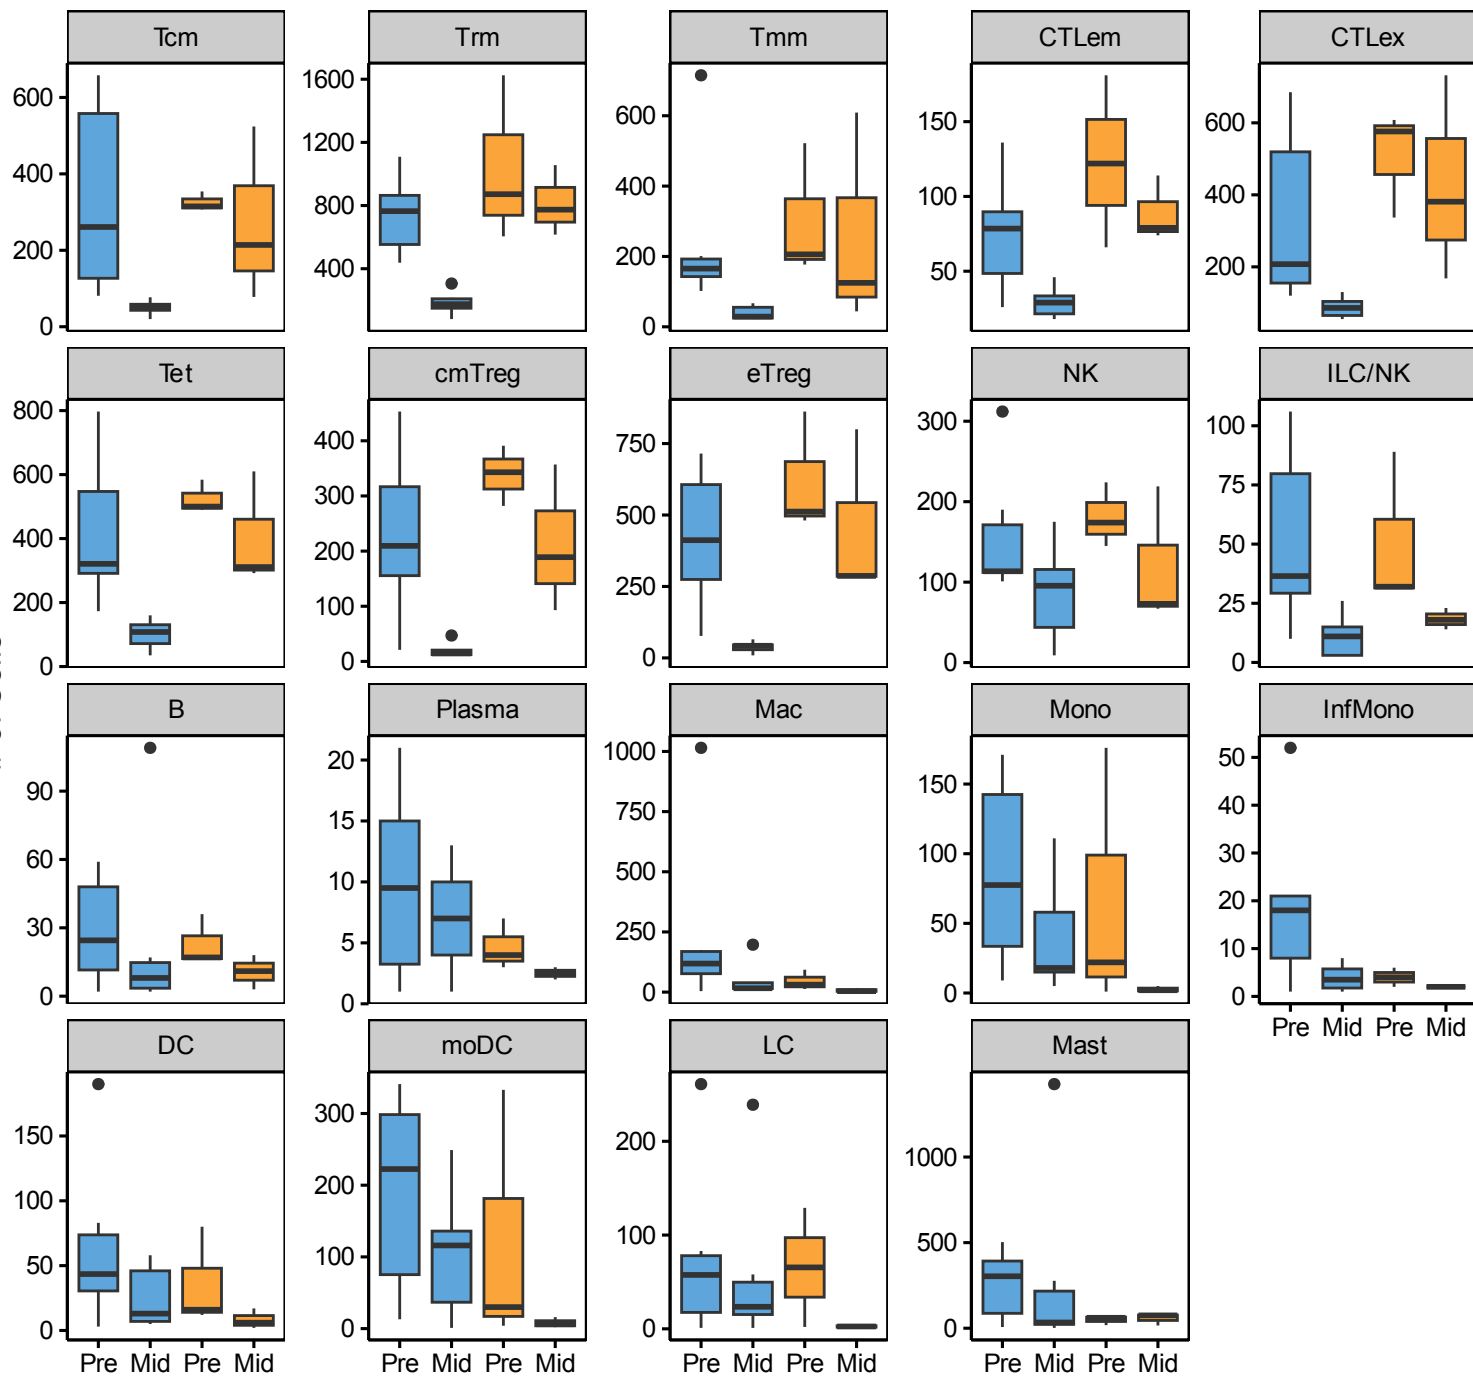 Tcm Trm Tmm CTLem CTLex
600 400 200 0
1600 1200 800 400
600 400 200 0
150 100 50
600 400 200
Tet cmTreg eTreg NK ILC/NK
800 600 400 200 0
400 300 200 100 0
750 500 250 0
300 200 100 0
100 75 50 25 0
B Plasma Mac Mono InfMono
90 60 30 0
20 15 10 5 0
1000 750 500 250 0
150 100 50 0
50 40 30 20 10 0
Pre Mid Pre Mid
DC moDC LC Mast
150 100 50 0
300 200 100 0
200 100 0
1000 500 0
Pre Mid Pre Mid Pre Mid Pre Mid Pre Mid Pre Mid Pre Mid Pre Mid